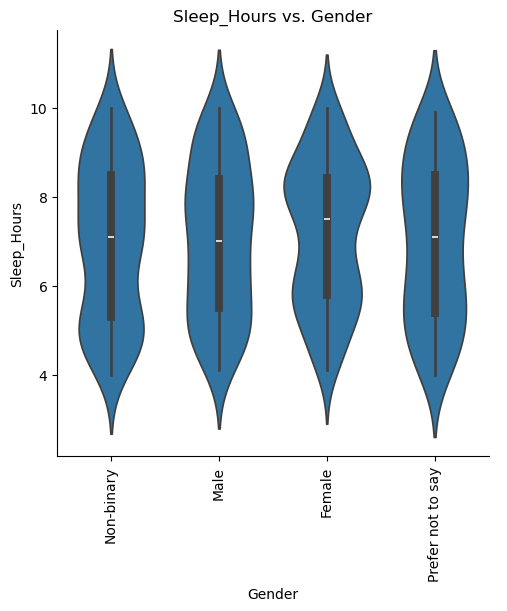 Sleep_Hours vs. Gender
Sleep_Hours
10
8
6
4
Non-binary
Male
Female
Prefer not to say
Gender